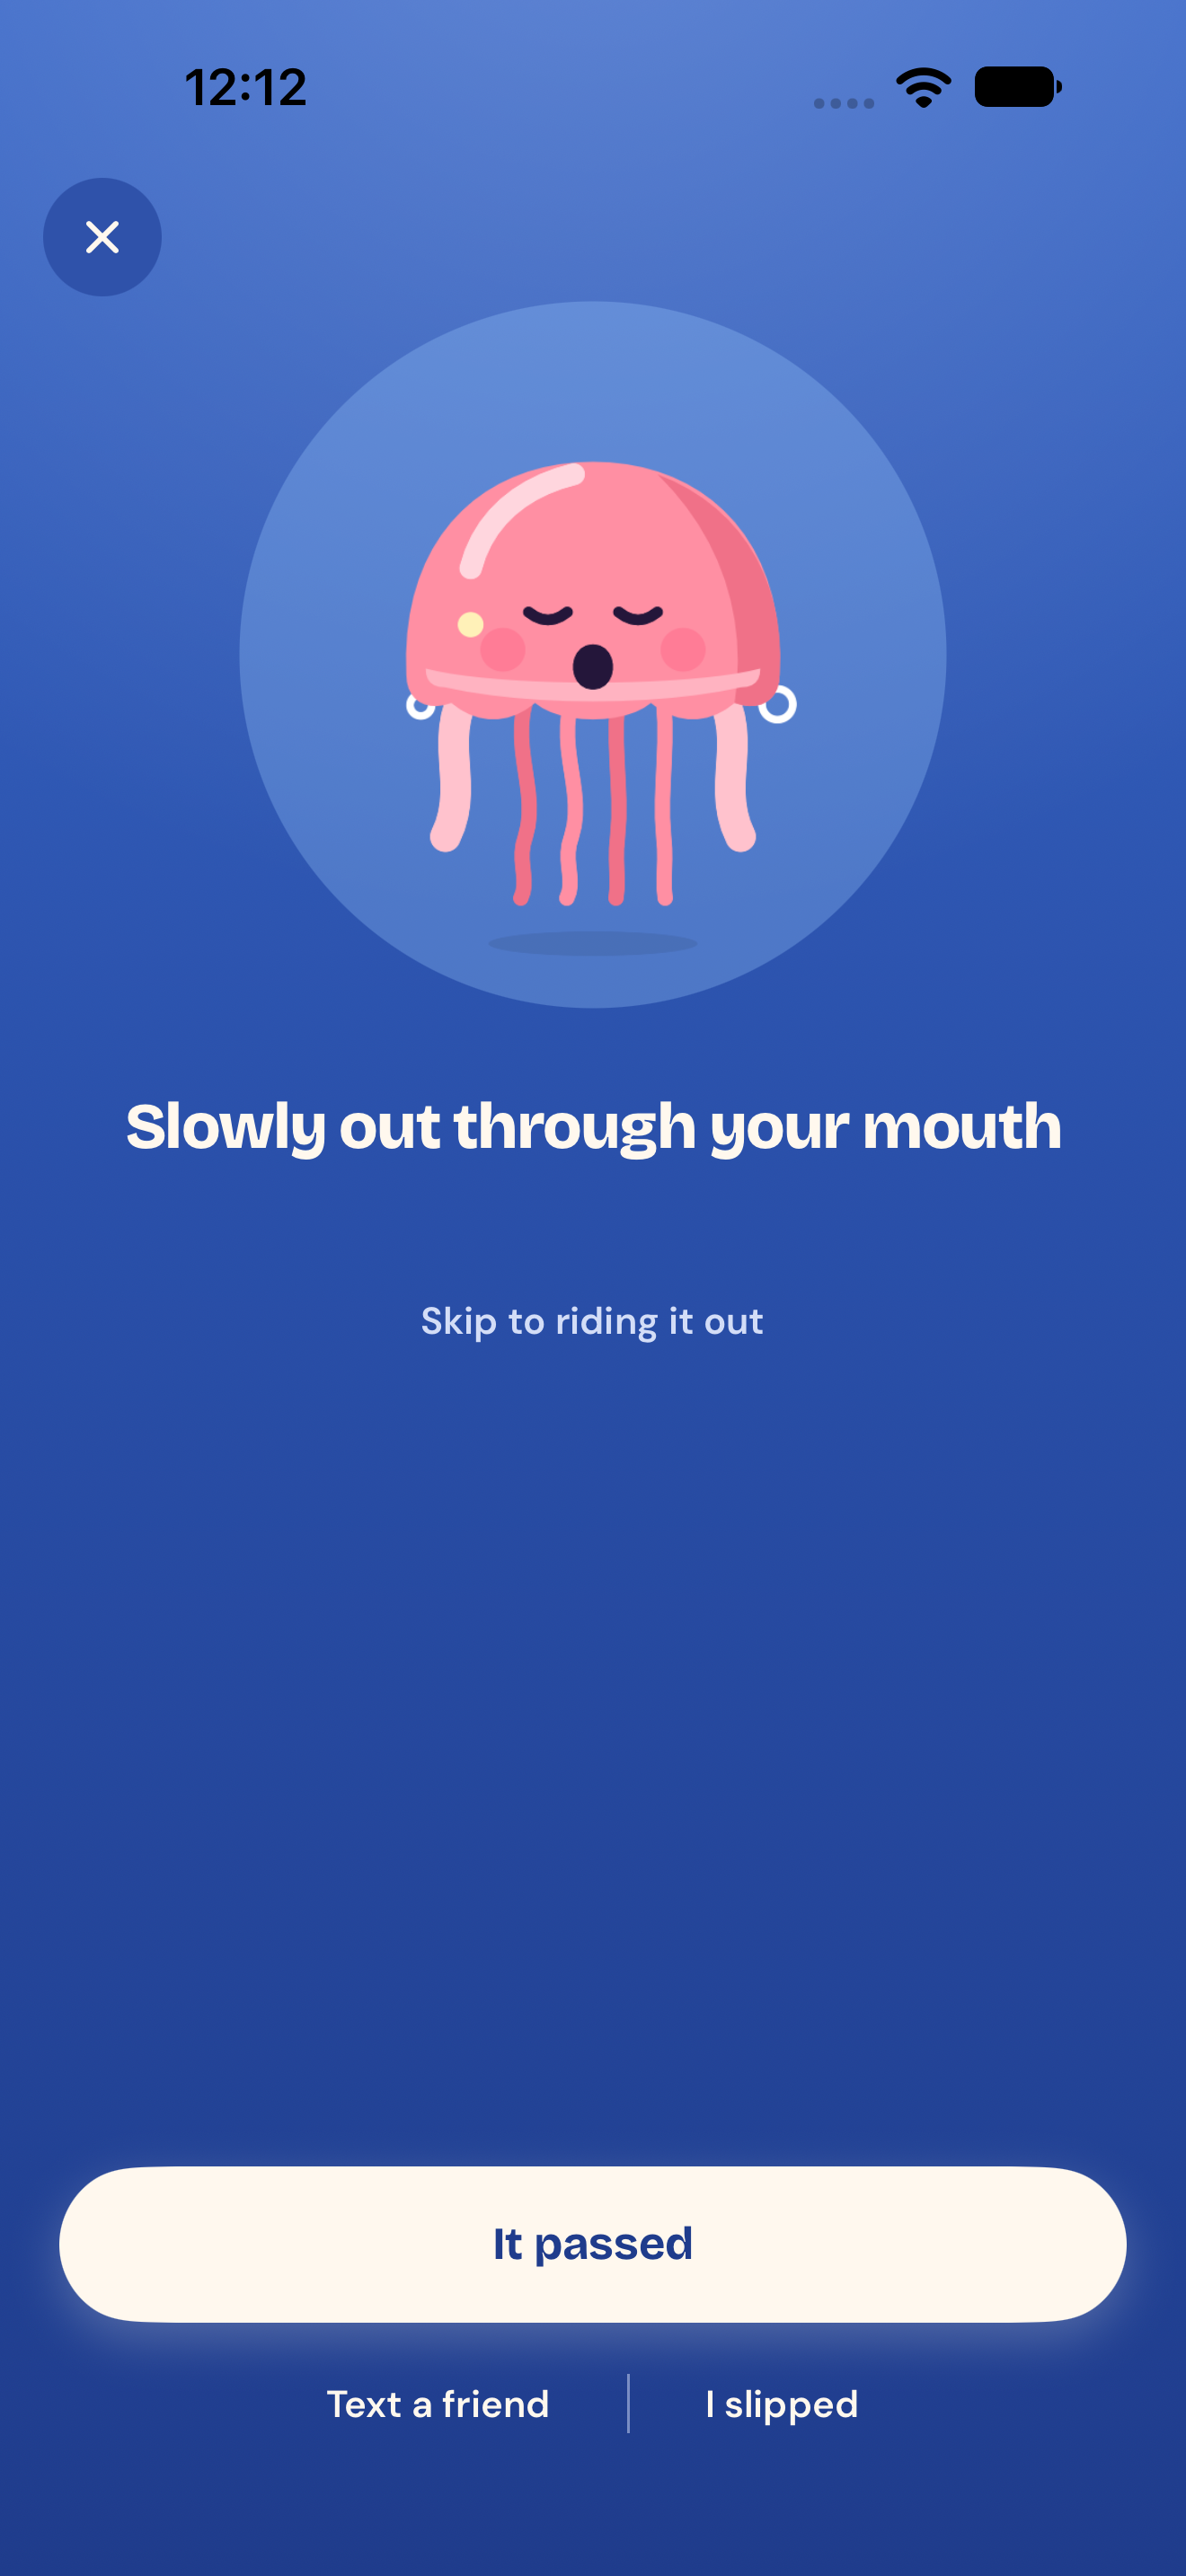 12:12
Slowly out through your mouth
Skip to riding it out
It passed
Text a friend
I slipped